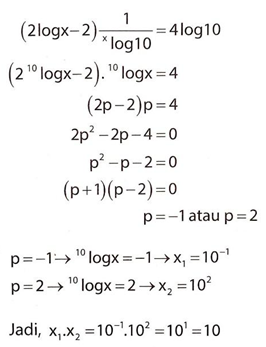 (2logx−2) 1/ˣlog10 = 4log10
(2 ¹⁰logx−2).¹⁰logx=4
(2p−2)p=4
2p²−2p−4=0
p²−p−2=0
(p+1)(p−2)=0
p=−1 atau p=2
p=−1→ ¹⁰logx=−1→x₁=10⁻¹
p=2→ ¹⁰logx=2→x₂=10²
Jadi, x₁.x₂=10⁻¹.10²=10¹=10